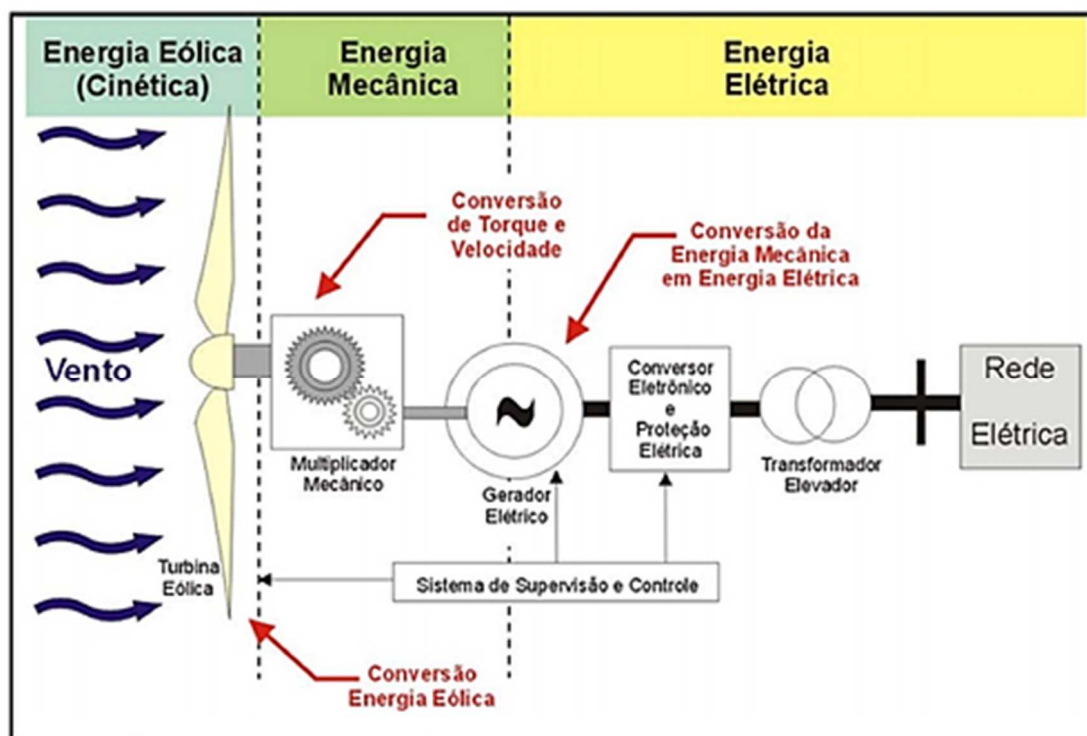 Energia Eólica
(Cinética)
Energia
Mecânica
Energia
Elétrica
Conversão
de Torque e
Velocidade
Conversão da
Energia Mecânica
em Energia Elétrica
Vento
Multiplicador
Mecânico
Gerador
Elétrico
Conversor
Eletrônico
e
Proteção
Elétrica
Transformador
Elevador
Rede
Elétrica
Turbina
Eólica
Sistema de Supervisão e Controle
Conversão
Energia Eólica